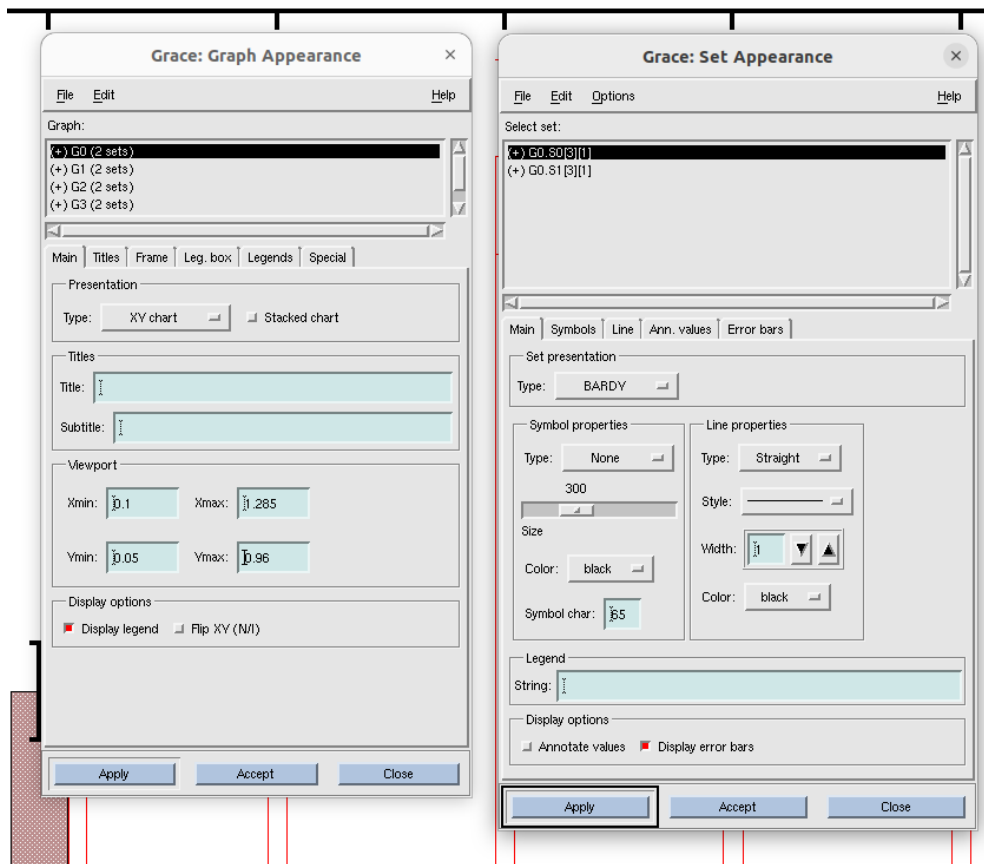 Grace: Graph Appearance
×
File Edit Help
Graph:
(+) G0 (2 sets)
(+) G1 (2 sets)
(+) G2 (2 sets)
(+) G3 (2 sets)
Main Titles Frame Leg. box Legends Special
Presentation
Type: XY chart Stacked chart
Titles
Title:
Subtitle:
Viewport
Xmin: 0.1 Xmax: 1.285
Ymin: 0.05 Ymax: 0.96
Display options
Display legend Flip XY (N/I)
Apply Accept Close
Grace: Set Appearance
×
File Edit Options Help
Select set:
(+) G0.S0[3][1]
(+) G0.S1[3][1]
Main Symbols Line Ann. values Error bars
Set presentation
Type: BARDY
Symbol properties
Type: None
300
Size
Color: black
Symbol char: 65
Line properties
Type: Straight
Style:
Width: 1
Color: black
Legend
String:
Display options
Annotate values Display error bars
Apply Accept Close